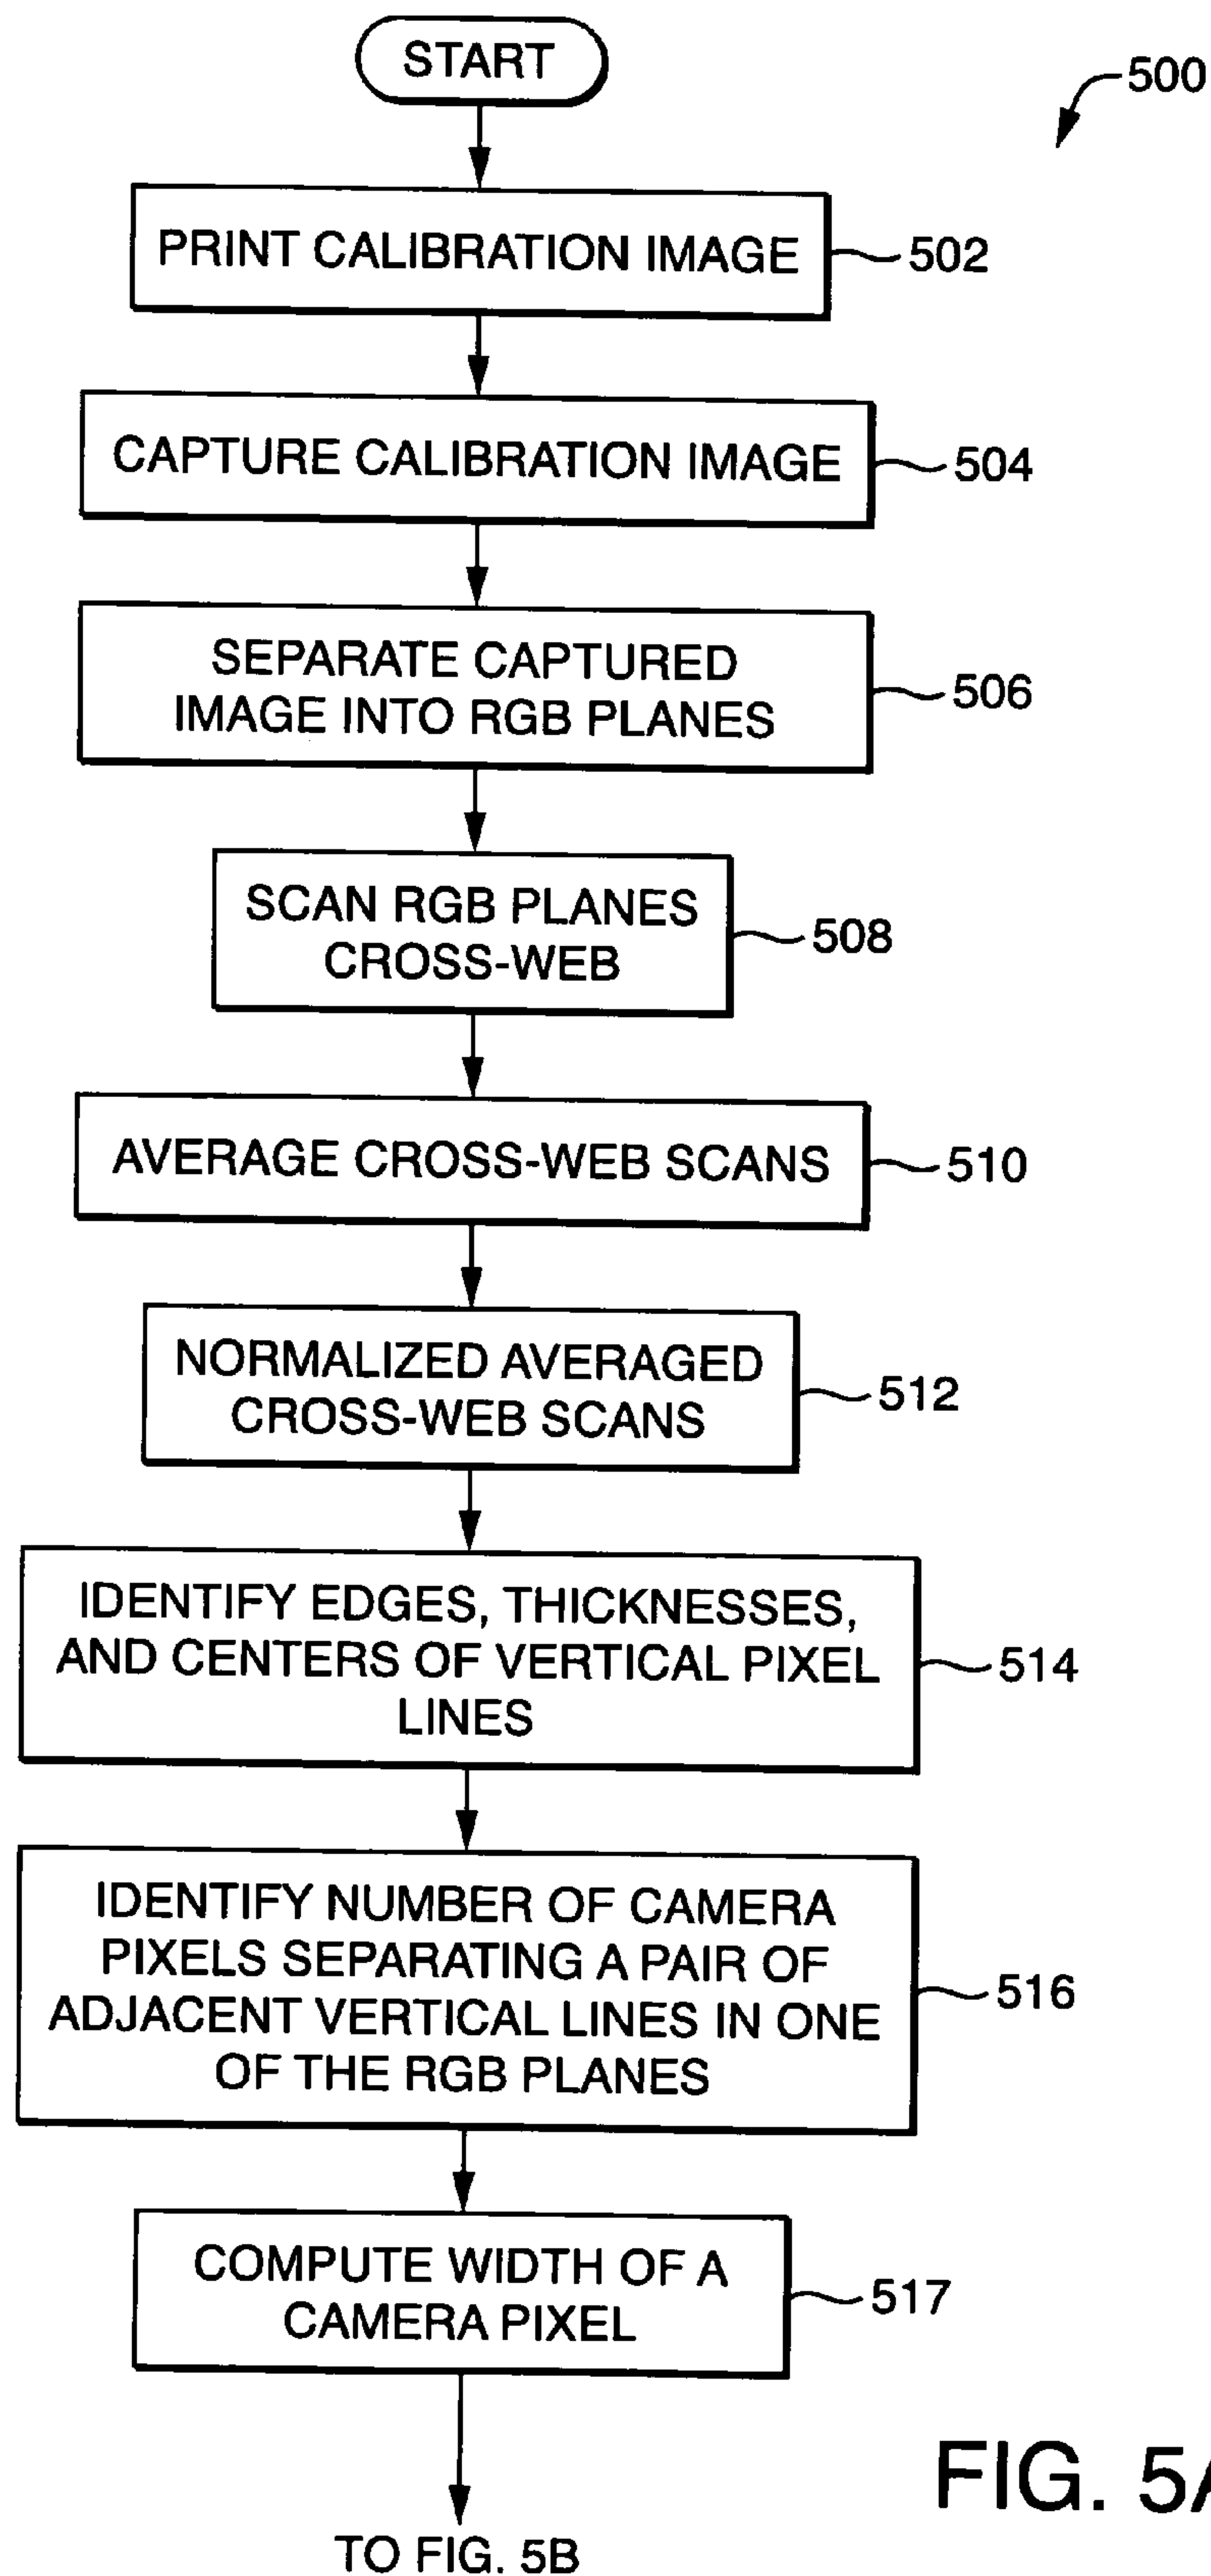 START
500
PRINT CALIBRATION IMAGE
502
CAPTURE CALIBRATION IMAGE
504
SEPARATE CAPTURED
IMAGE INTO RGB PLANES
506
SCAN RGB PLANES
CROSS-WEB
508
AVERAGE CROSS-WEB SCANS
510
NORMALIZED AVERAGED
CROSS-WEB SCANS
512
IDENTIFY EDGES, THICKNESSES,
AND CENTERS OF VERTICAL PIXEL
LINES
514
IDENTIFY NUMBER OF CAMERA
PIXELS SEPARATING A PAIR OF
ADJACENT VERTICAL LINES IN ONE
OF THE RGB PLANES
516
COMPUTE WIDTH OF A
CAMERA PIXEL
517
FIG. 5A
TO FIG. 5B